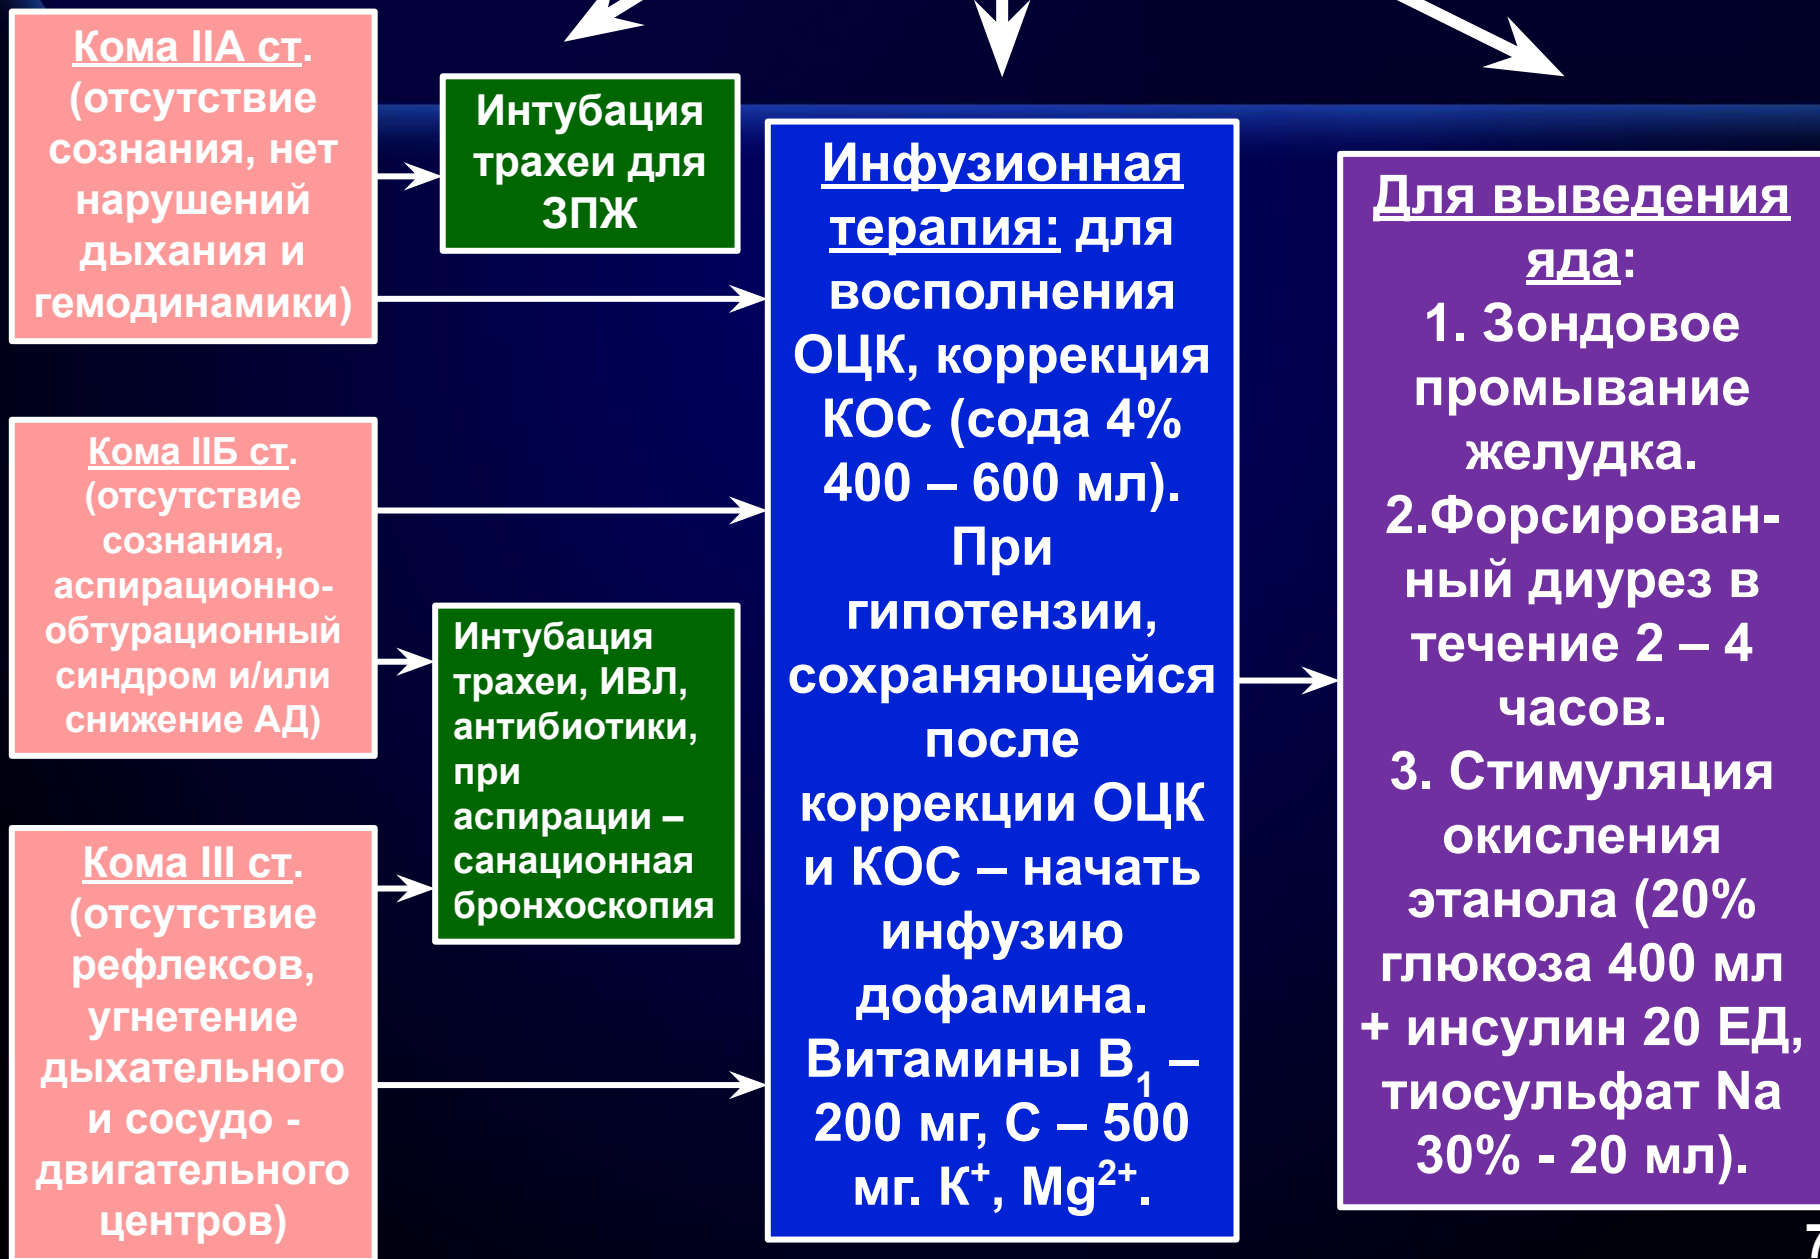 Кома IIА ст.
(отсутствие
сознания, нет
нарушений
дыхания и
гемодинамики)
Интубация
трахеи для
ЗПЖ
Кома IIБ ст.
(отсутствие
сознания,
аспирационно-
обтурационный
синдром и/или
снижение АД)
Интубация
трахеи, ИВЛ,
антибиотики,
при
аспирации –
санационная
бронхоскопия
Кома III ст.
(отсутствие
рефлексов,
угнетение
дыхательного
и сосудо -
двигательного
центров)
Инфузионная
терапия: для
восполнения
ОЦК, коррекция
КОС (сода 4%
400 – 600 мл).
При
гипотензии,
сохраняющейся
после
коррекции ОЦК
и КОС – начать
инфузию
дофамина.
Витамины В₁ –
200 мг, С – 500
мг. К⁺, Mg²⁺.
Для выведения
яда:
1. Зондовое
промывание
желудка.
2.Форсирован-
ный диурез в
течение 2 – 4
часов.
3. Стимуляция
окисления
этанола (20%
глюкоза 400 мл
+ инсулин 20 ЕД,
тиосульфат Na
30% - 20 мл).